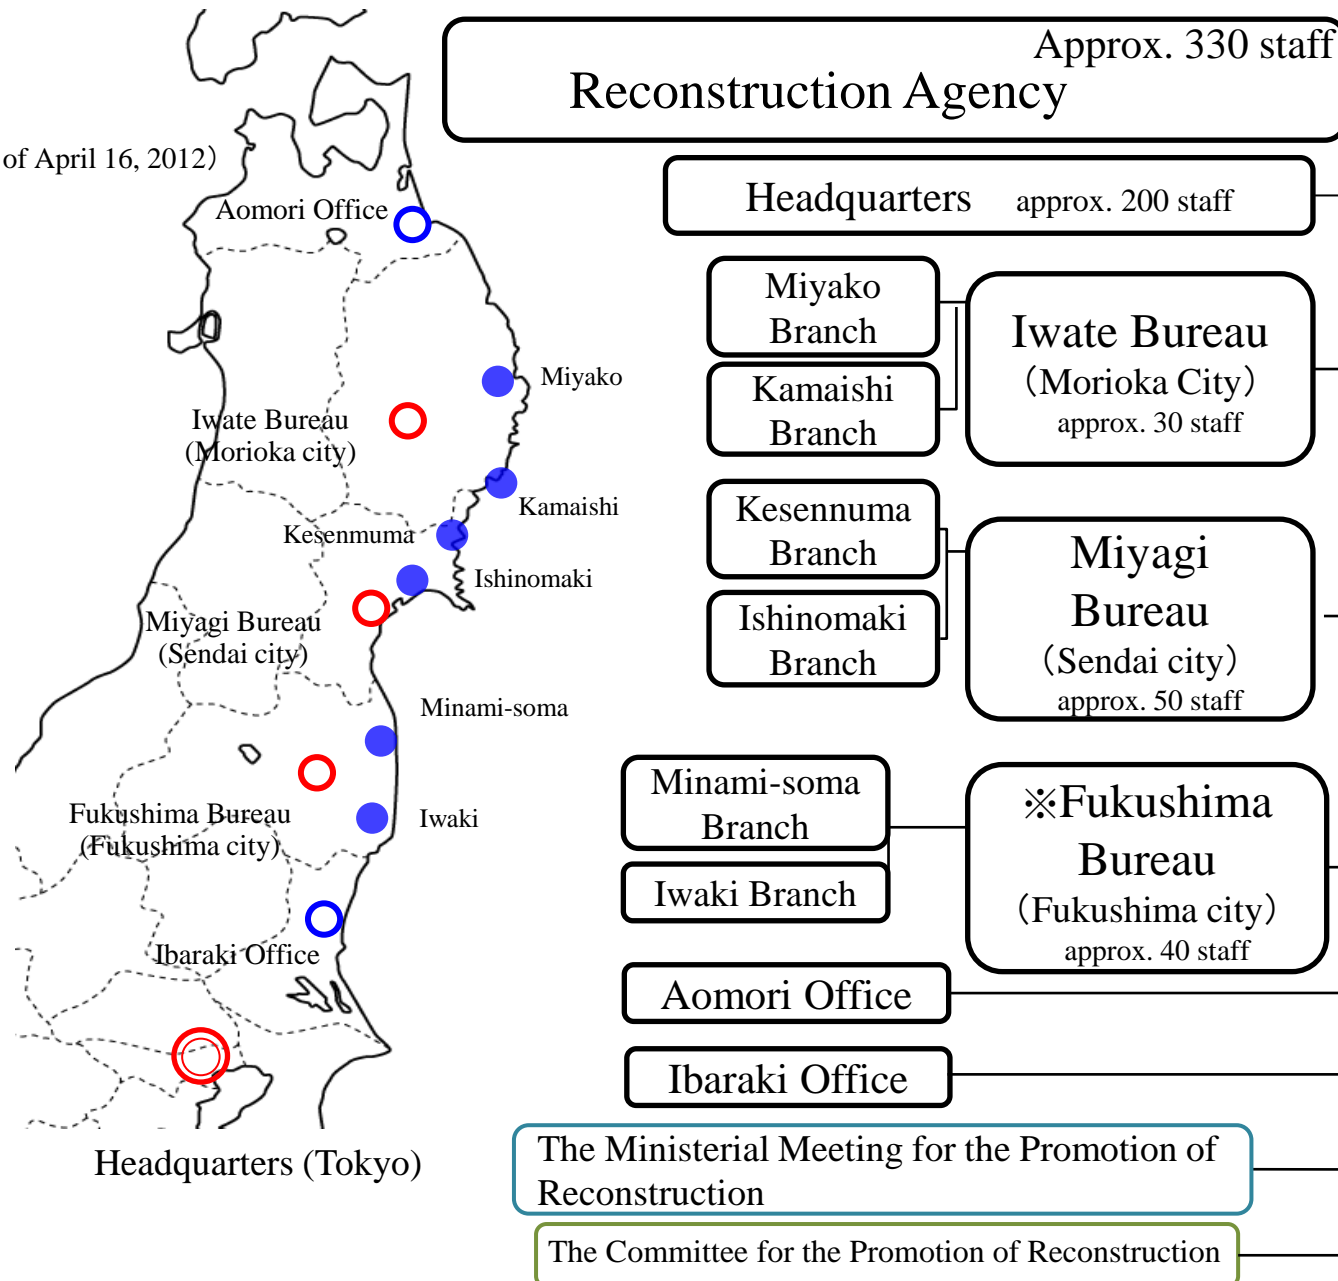 Approx. 330 staff
Reconstruction Agency
of April 16, 2012）
Headquarters approx. 200 staff
Aomori Office
Miyako
Branch
Iwate Bureau
（Morioka City）
approx. 30 staff
Kamaishi
Branch
Miyako
Iwate Bureau
(Morioka city)
Kamaishi
Kesenmuma
Ishinomaki
Miyagi Bureau
(Sendai city)
Kesennuma
Branch
Miyagi
Bureau
（Sendai city）
approx. 50 staff
Ishinomaki
Branch
Minami-soma
Iwaki
Fukushima Bureau
(Fukushima city)
Minami-soma
Branch
※Fukushima
Bureau
（Fukushima city）
approx. 40 staff
Iwaki Branch
Ibaraki Office
Aomori Office
Ibaraki Office
Headquarters (Tokyo)
The Ministerial Meeting for the Promotion of
Reconstruction
The Committee for the Promotion of Reconstruction